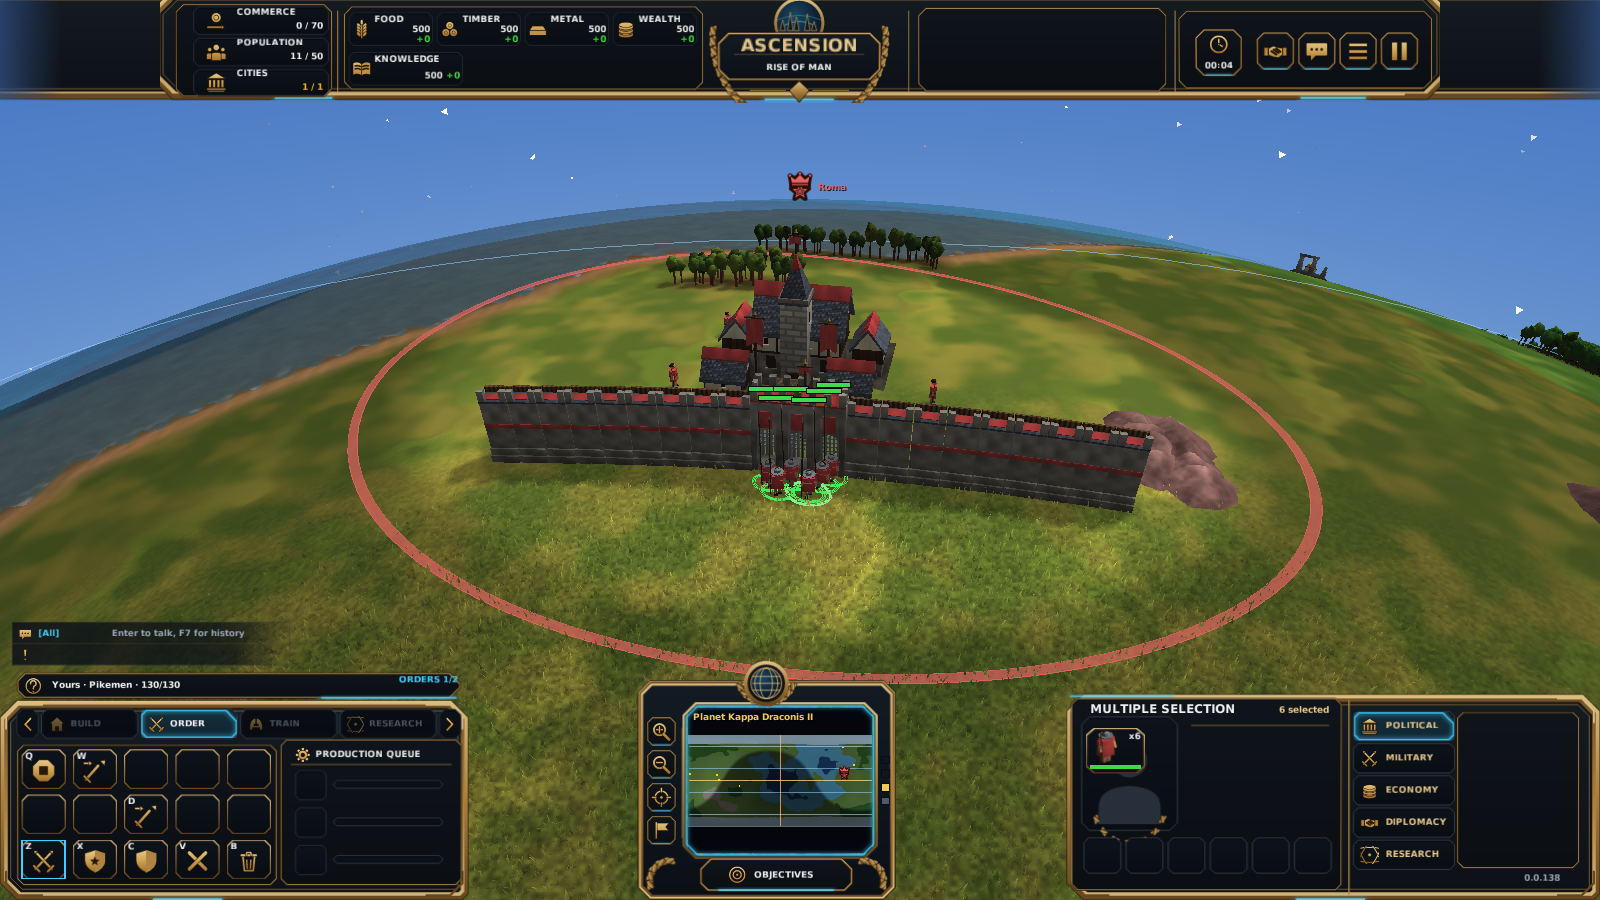 COMMERCE
0 / 70
POPULATION
11 / 50
CITIES
1 / 1
FOOD
500
+0
TIMBER
500
+0
METAL
500
+0
WEALTH
500
+0
KNOWLEDGE
500 +0
ASCENSION
RISE OF MAN
00:04
Roma
[All] Enter to talk, F7 for history
!
Yours · Pikemen · 130/130
ORDERS 1/2
BUILD
ORDER
TRAIN
RESEARCH
Q
W
D
Z
X
C
V
B
PRODUCTION QUEUE
Planet Kappa Draconis II
OBJECTIVES
MULTIPLE SELECTION
6 selected
x6
POLITICAL
MILITARY
ECONOMY
DIPLOMACY
RESEARCH
0.0.138